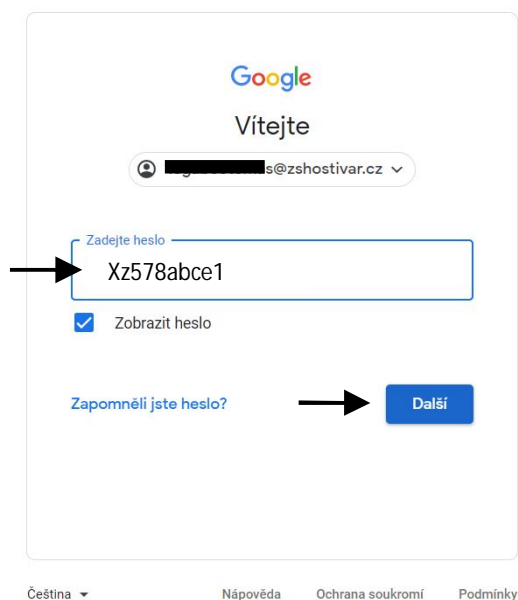 Google
Vítejte
s@zshostivar.cz
Zadejte heslo
Xz578abce1
Zobrazit heslo
Zapomněli jste heslo?
Další
Čeština
Nápověda
Ochrana soukromí
Podmínky